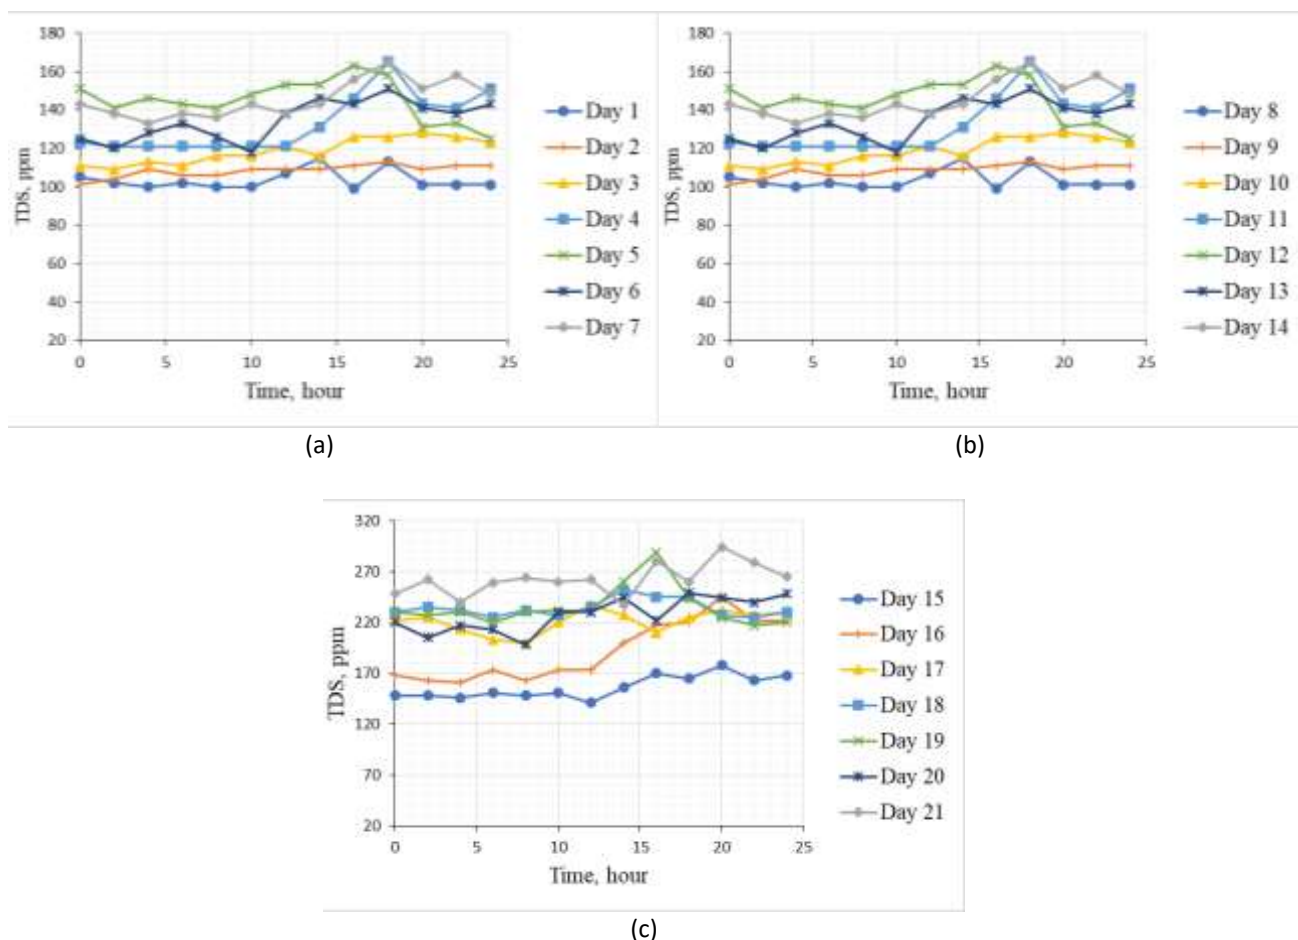 180
160
140
120
100
80
60
40
20
TDS, ppm
0 5 10 15 20 25
Time, hour
Day 1
Day 2
Day 3
Day 4
Day 5
Day 6
Day 7
(a)
180
160
140
120
100
80
60
40
20
TDS, ppm
0 5 10 15 20 25
Time, hour
Day 8
Day 9
Day 10
Day 11
Day 12
Day 13
Day 14
(b)
320
270
220
170
120
70
20
TDS, ppm
0 5 10 15 20 25
Time, hour
Day 15
Day 16
Day 17
Day 18
Day 19
Day 20
Day 21
(c)